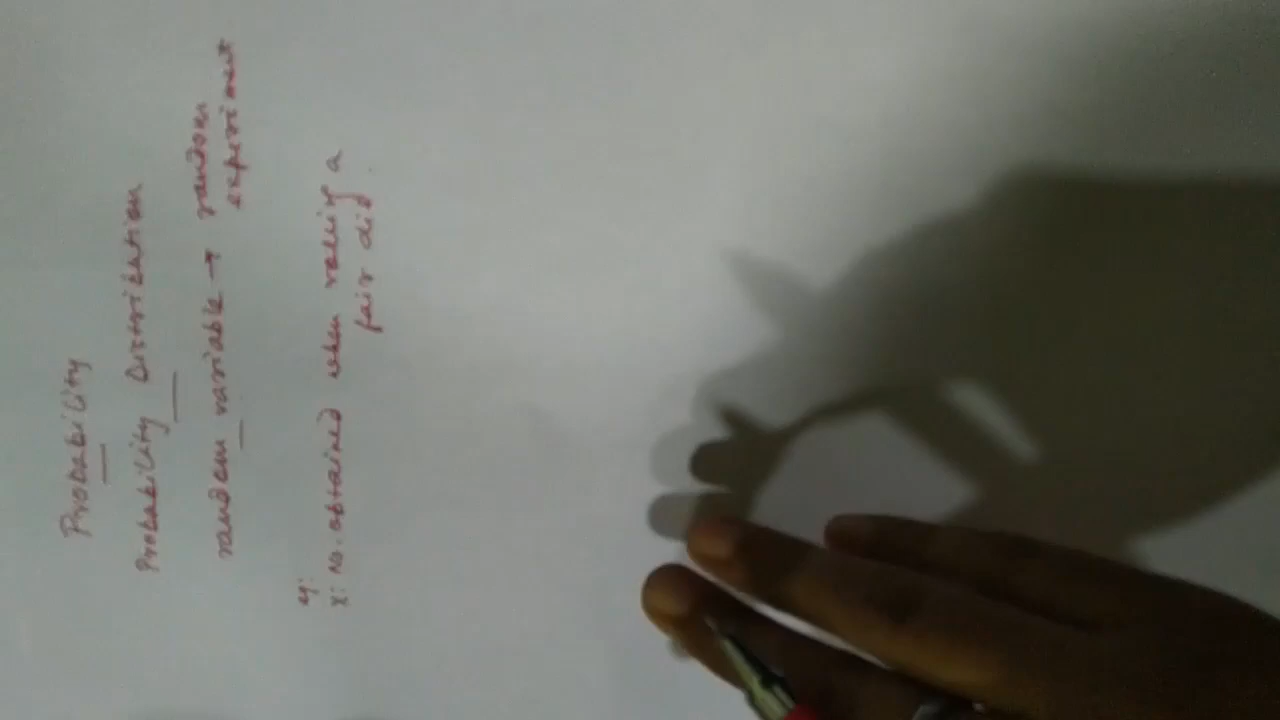 Probability
Probability Distribution
random variable → random
experiment
eg:
x: no. obtained when rolling a
fair die.